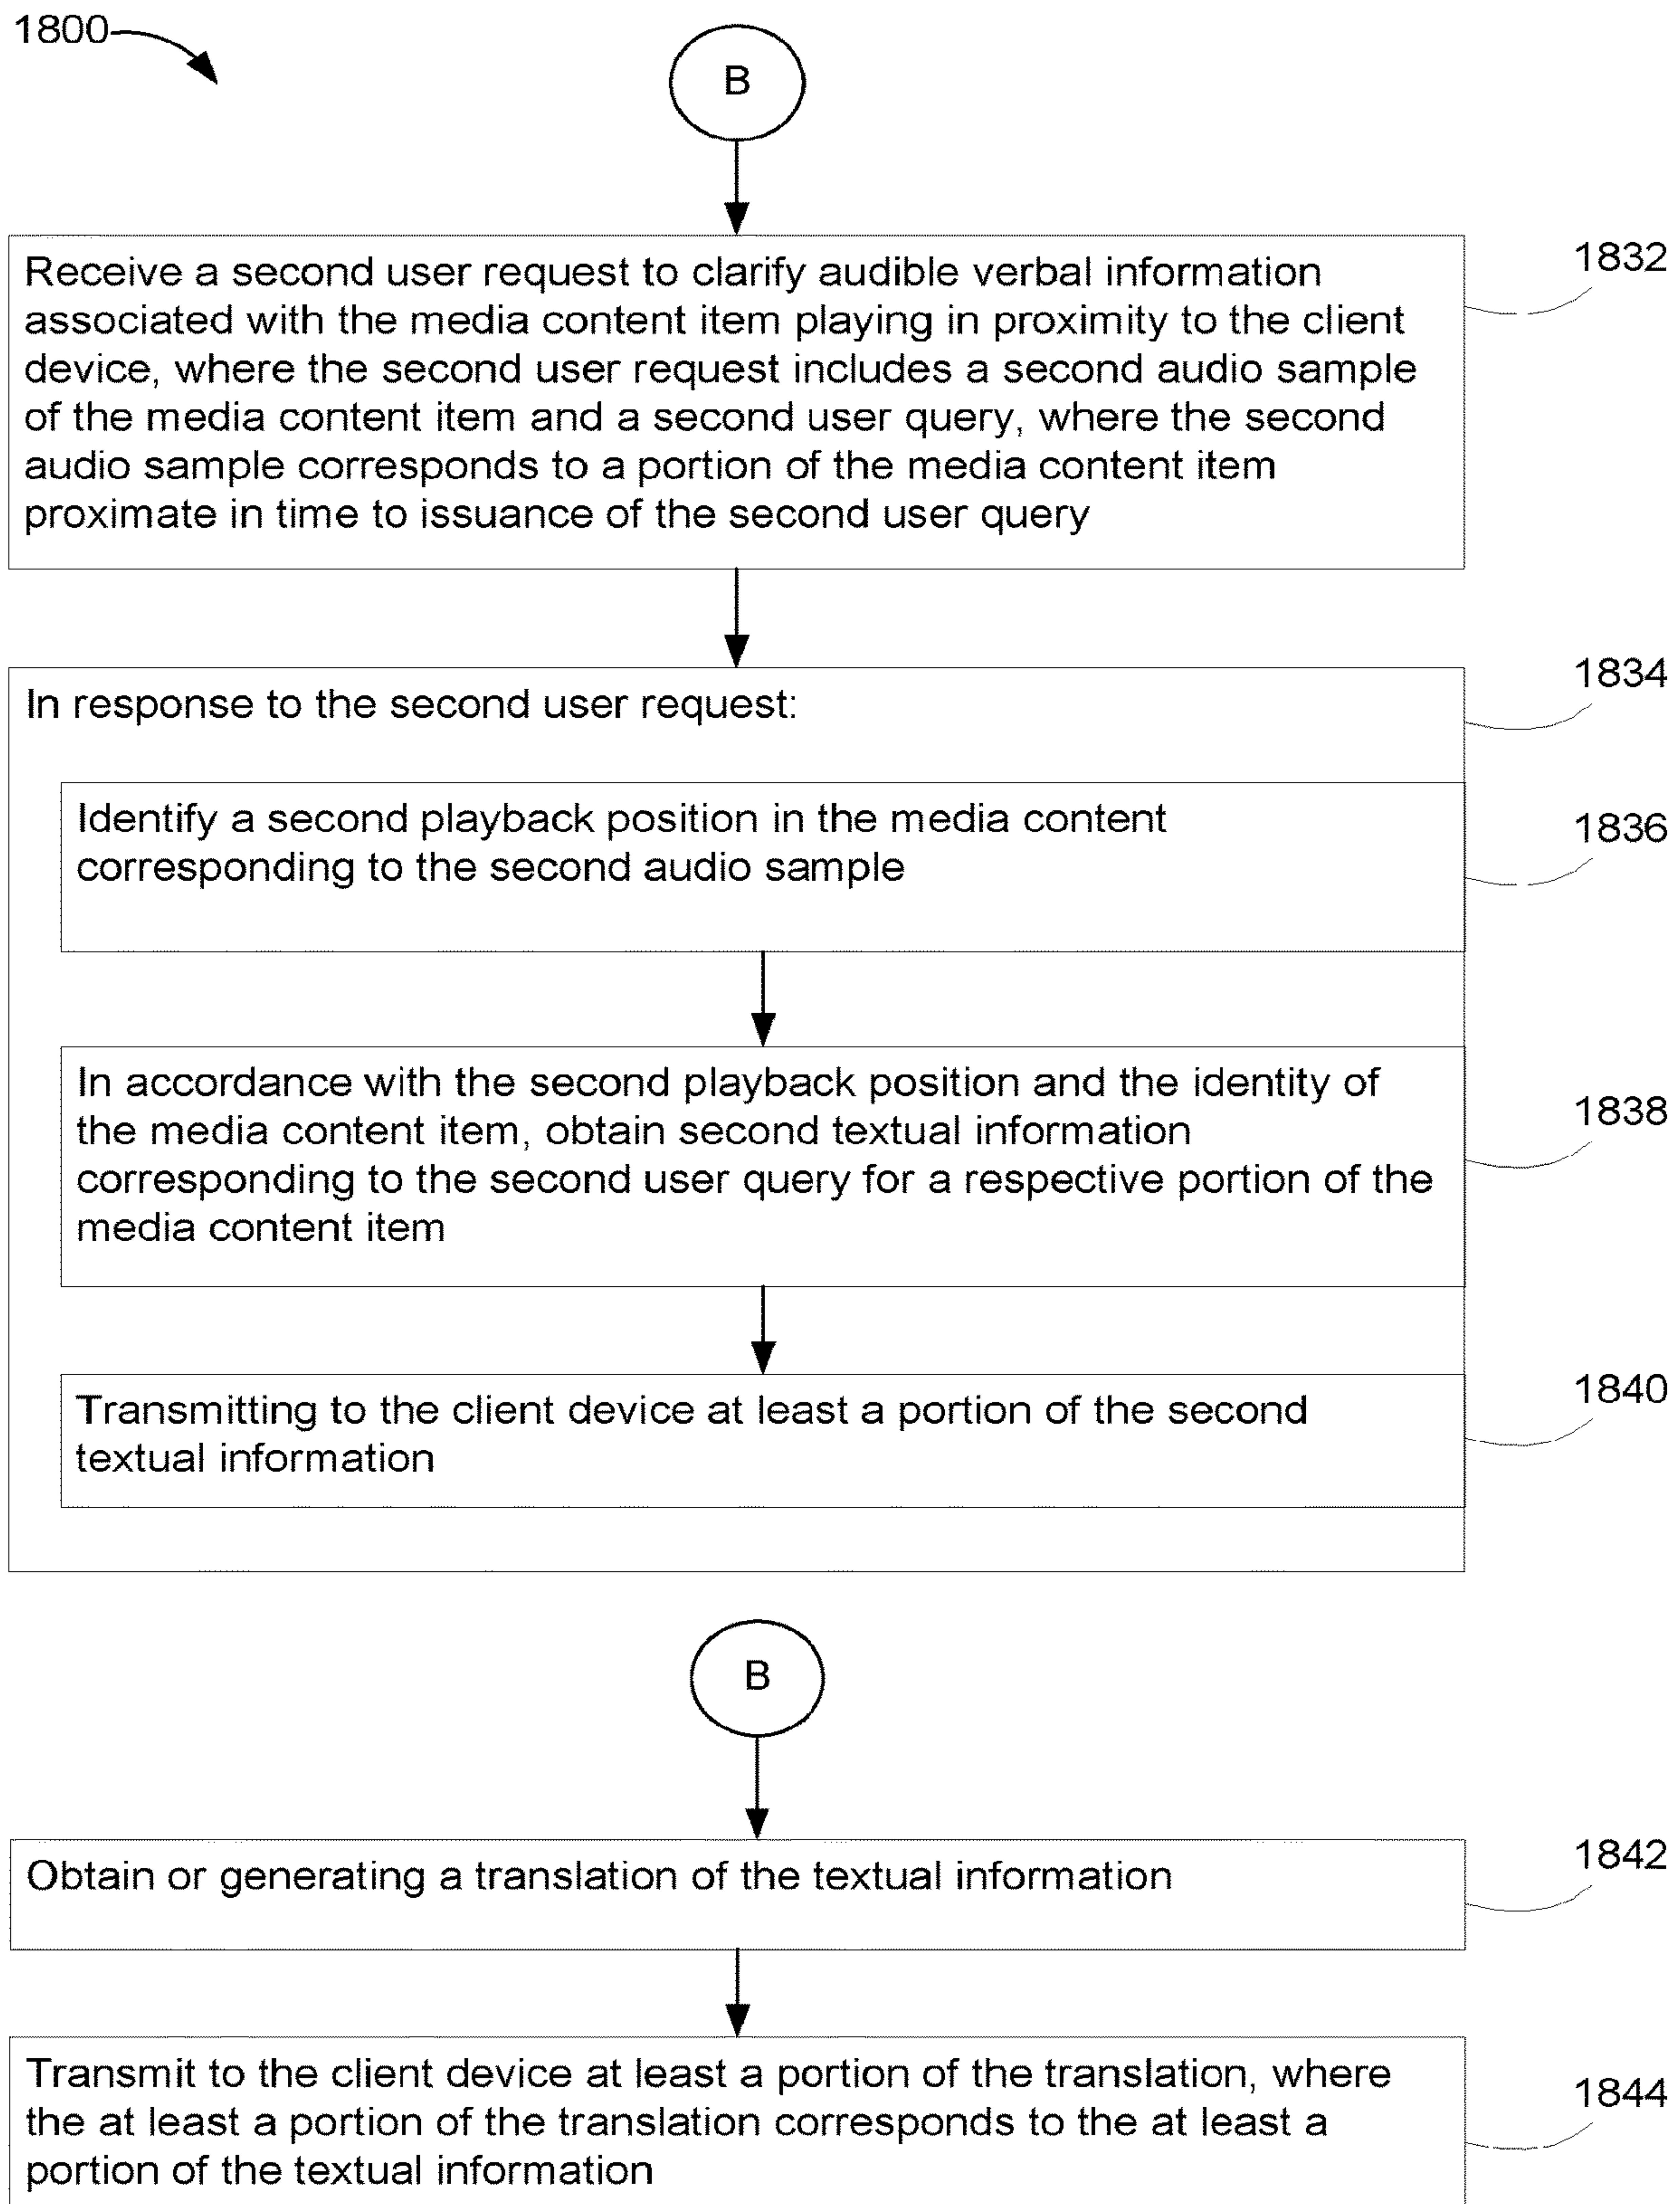 1800
B
Receive a second user request to clarify audible verbal information
associated with the media content item playing in proximity to the client
device, where the second user request includes a second audio sample
of the media content item and a second user query, where the second
audio sample corresponds to a portion of the media content item
proximate in time to issuance of the second user query
1832
In response to the second user request:
1834
Identify a second playback position in the media content
corresponding to the second audio sample
1836
In accordance with the second playback position and the identity of
the media content item, obtain second textual information
corresponding to the second user query for a respective portion of the
media content item
1838
Transmitting to the client device at least a portion of the second
textual information
1840
B
Obtain or generating a translation of the textual information
1842
Transmit to the client device at least a portion of the translation, where
the at least a portion of the translation corresponds to the at least a
portion of the textual information
1844